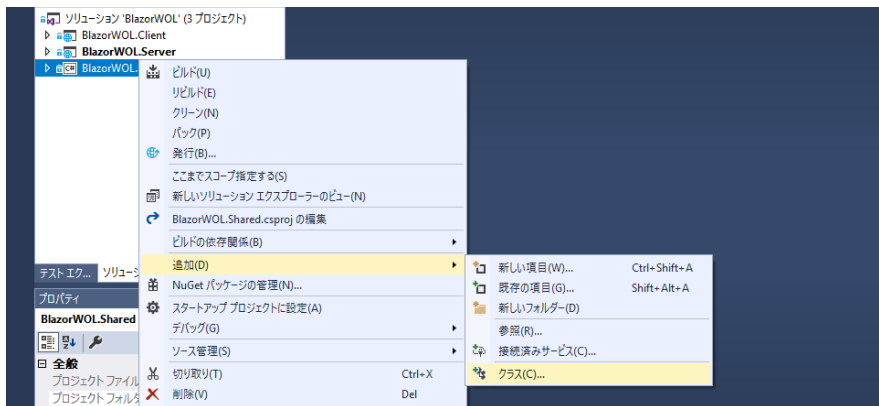 ソリューション 'BlazorWOL' (3 プロジェクト)
BlazorWOL.Client
BlazorWOL.Server
BlazorWOL.
ビルド(U)
リビルド(E)
クリーン(N)
パック(P)
発行(B)...
ここまでスコープ指定する(S)
新しいソリューション エクスプローラーのビュー(N)
BlazorWOL.Shared.csproj の編集
ビルドの依存関係(B)
追加(D)
NuGet パッケージの管理(N)...
スタートアップ プロジェクトに設定(A)
デバッグ(G)
ソース管理(S)
切り取り(T) Ctrl+X
削除(V) Del
新しい項目(W)... Ctrl+Shift+A
既存の項目(G)... Shift+Alt+A
新しいフォルダー(D)
参照(R)...
接続済みサービス(C)...
クラス(C)...
テスト エク... ソリューシ
プロパティ
BlazorWOL.Shared
全般
プロジェクト ファイル
プロジェクト フォルダ